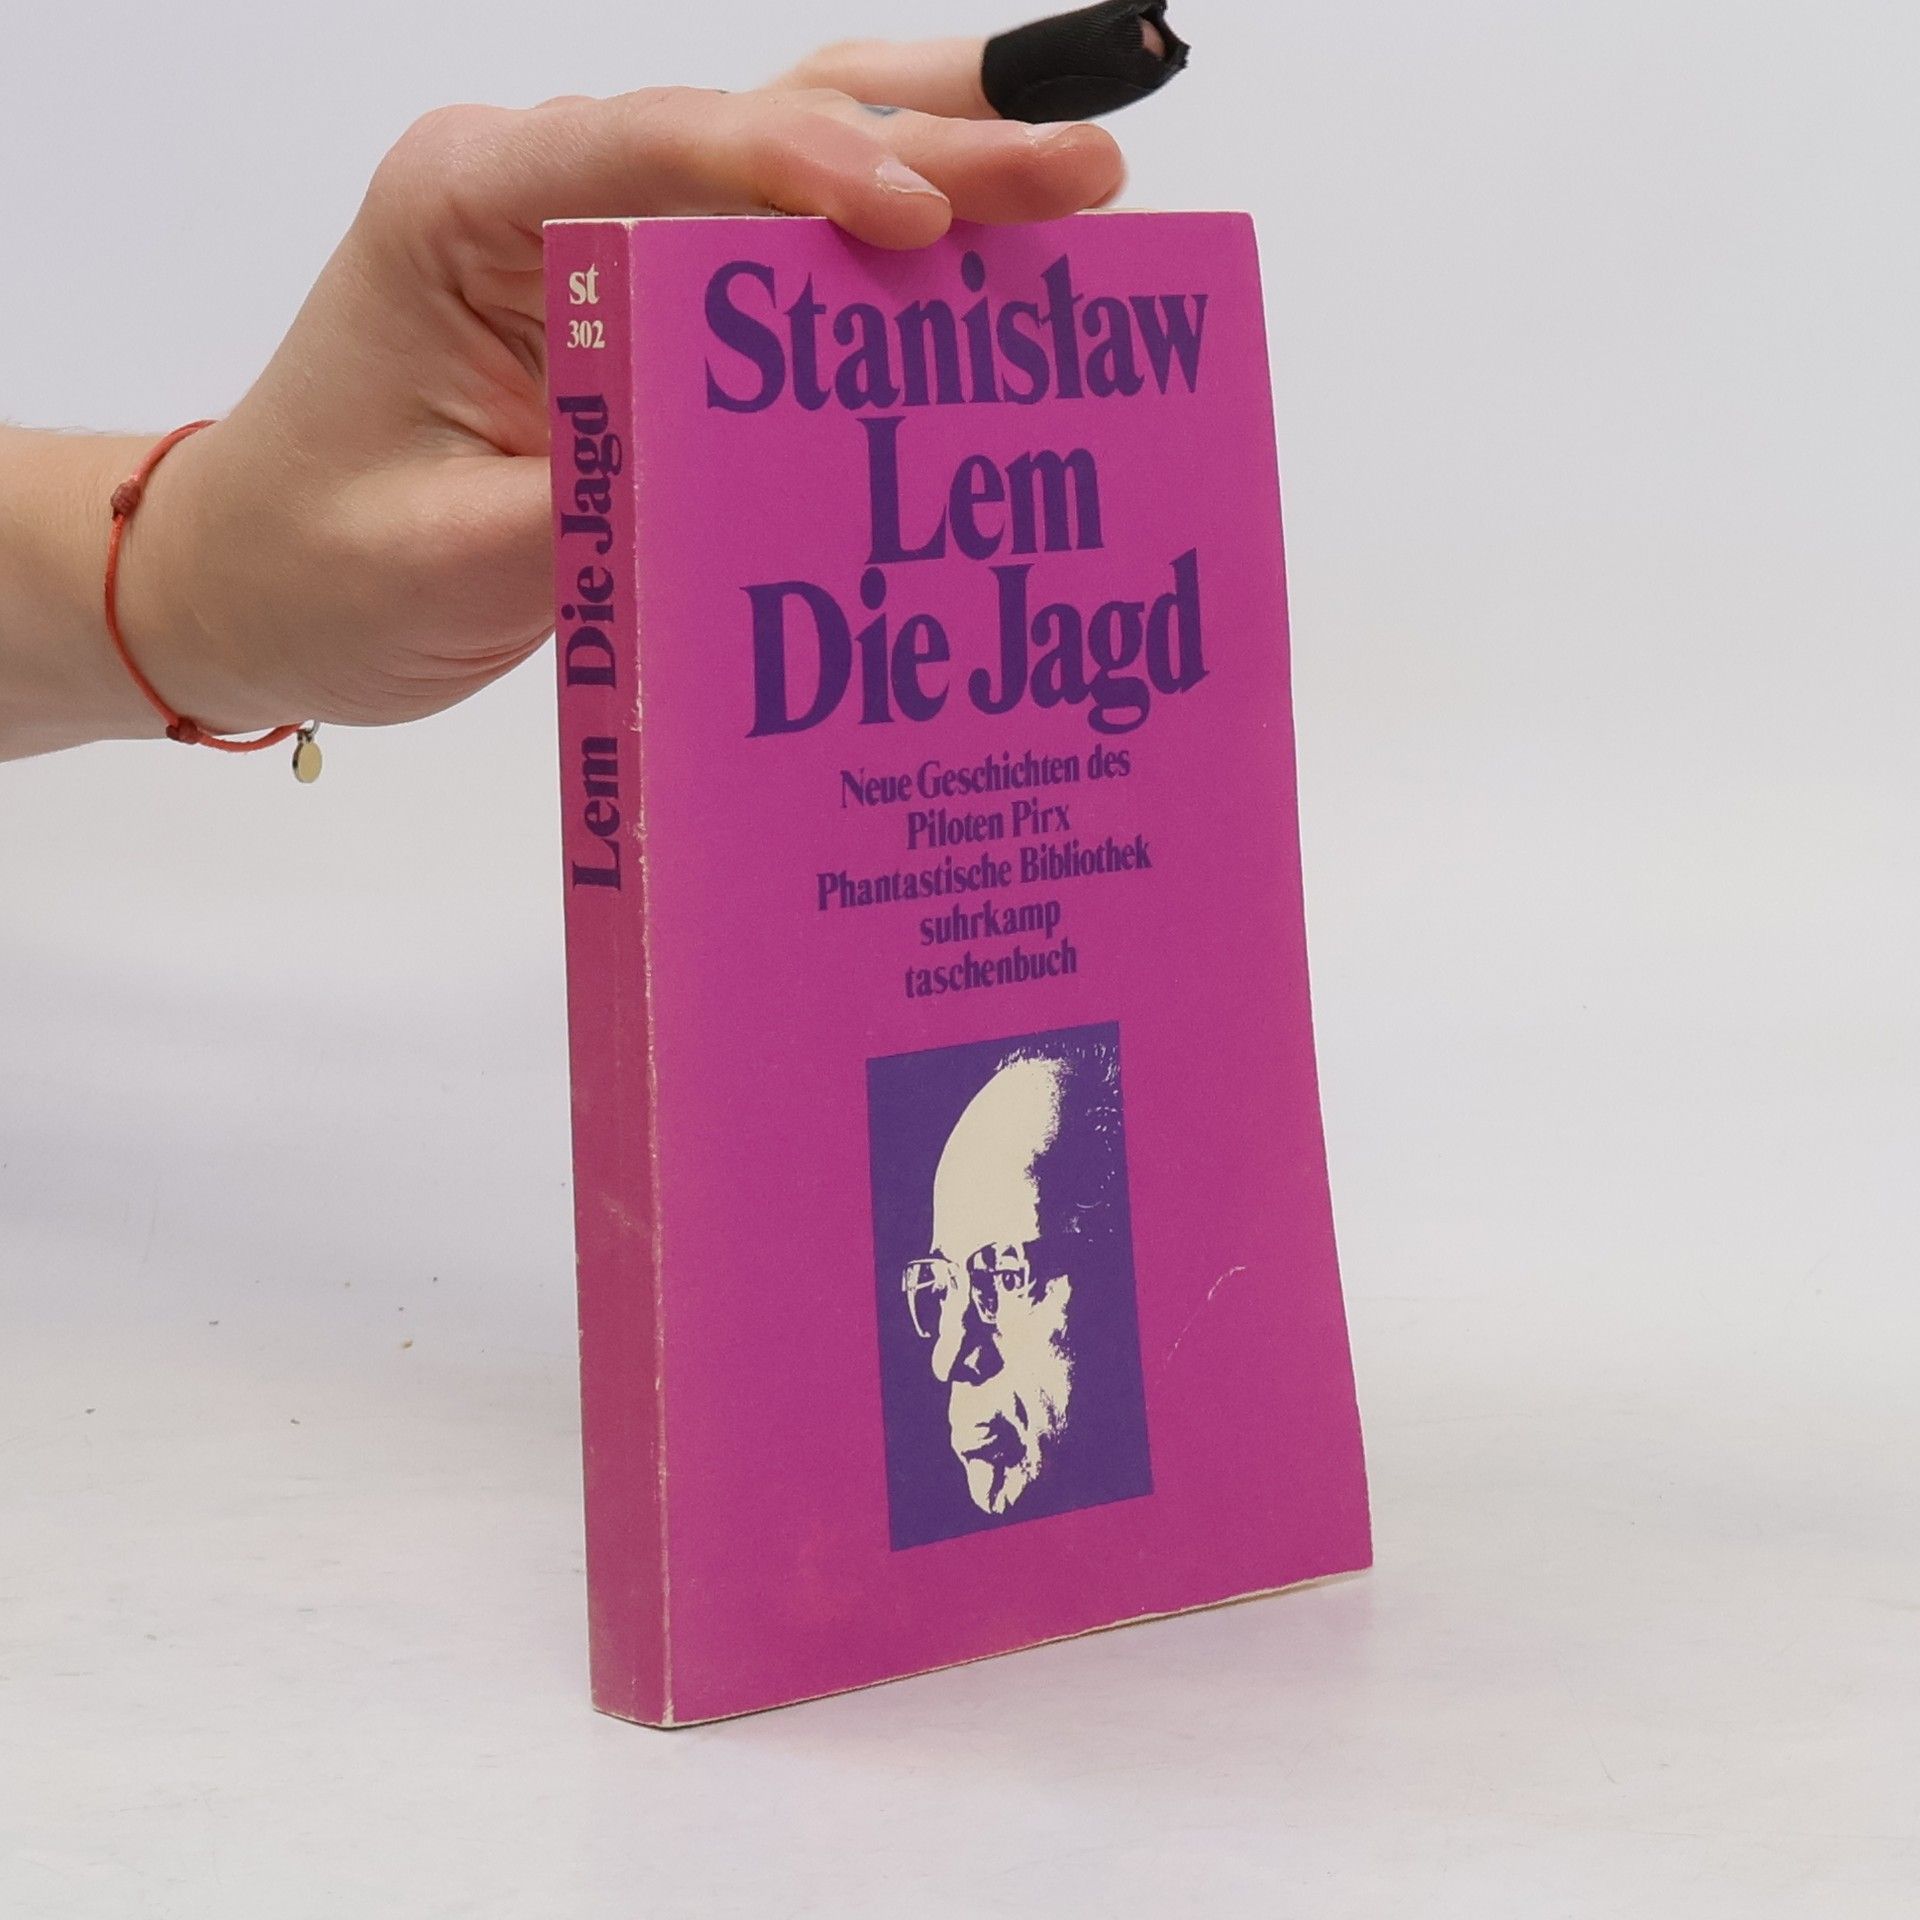 st
302
Lem Die Jagd
Stanisław
Lem
Die Jagd
Neue Geschichten des
Piloten Pirx
Phantastische Bibliothek
suhrkamp
taschenbuch